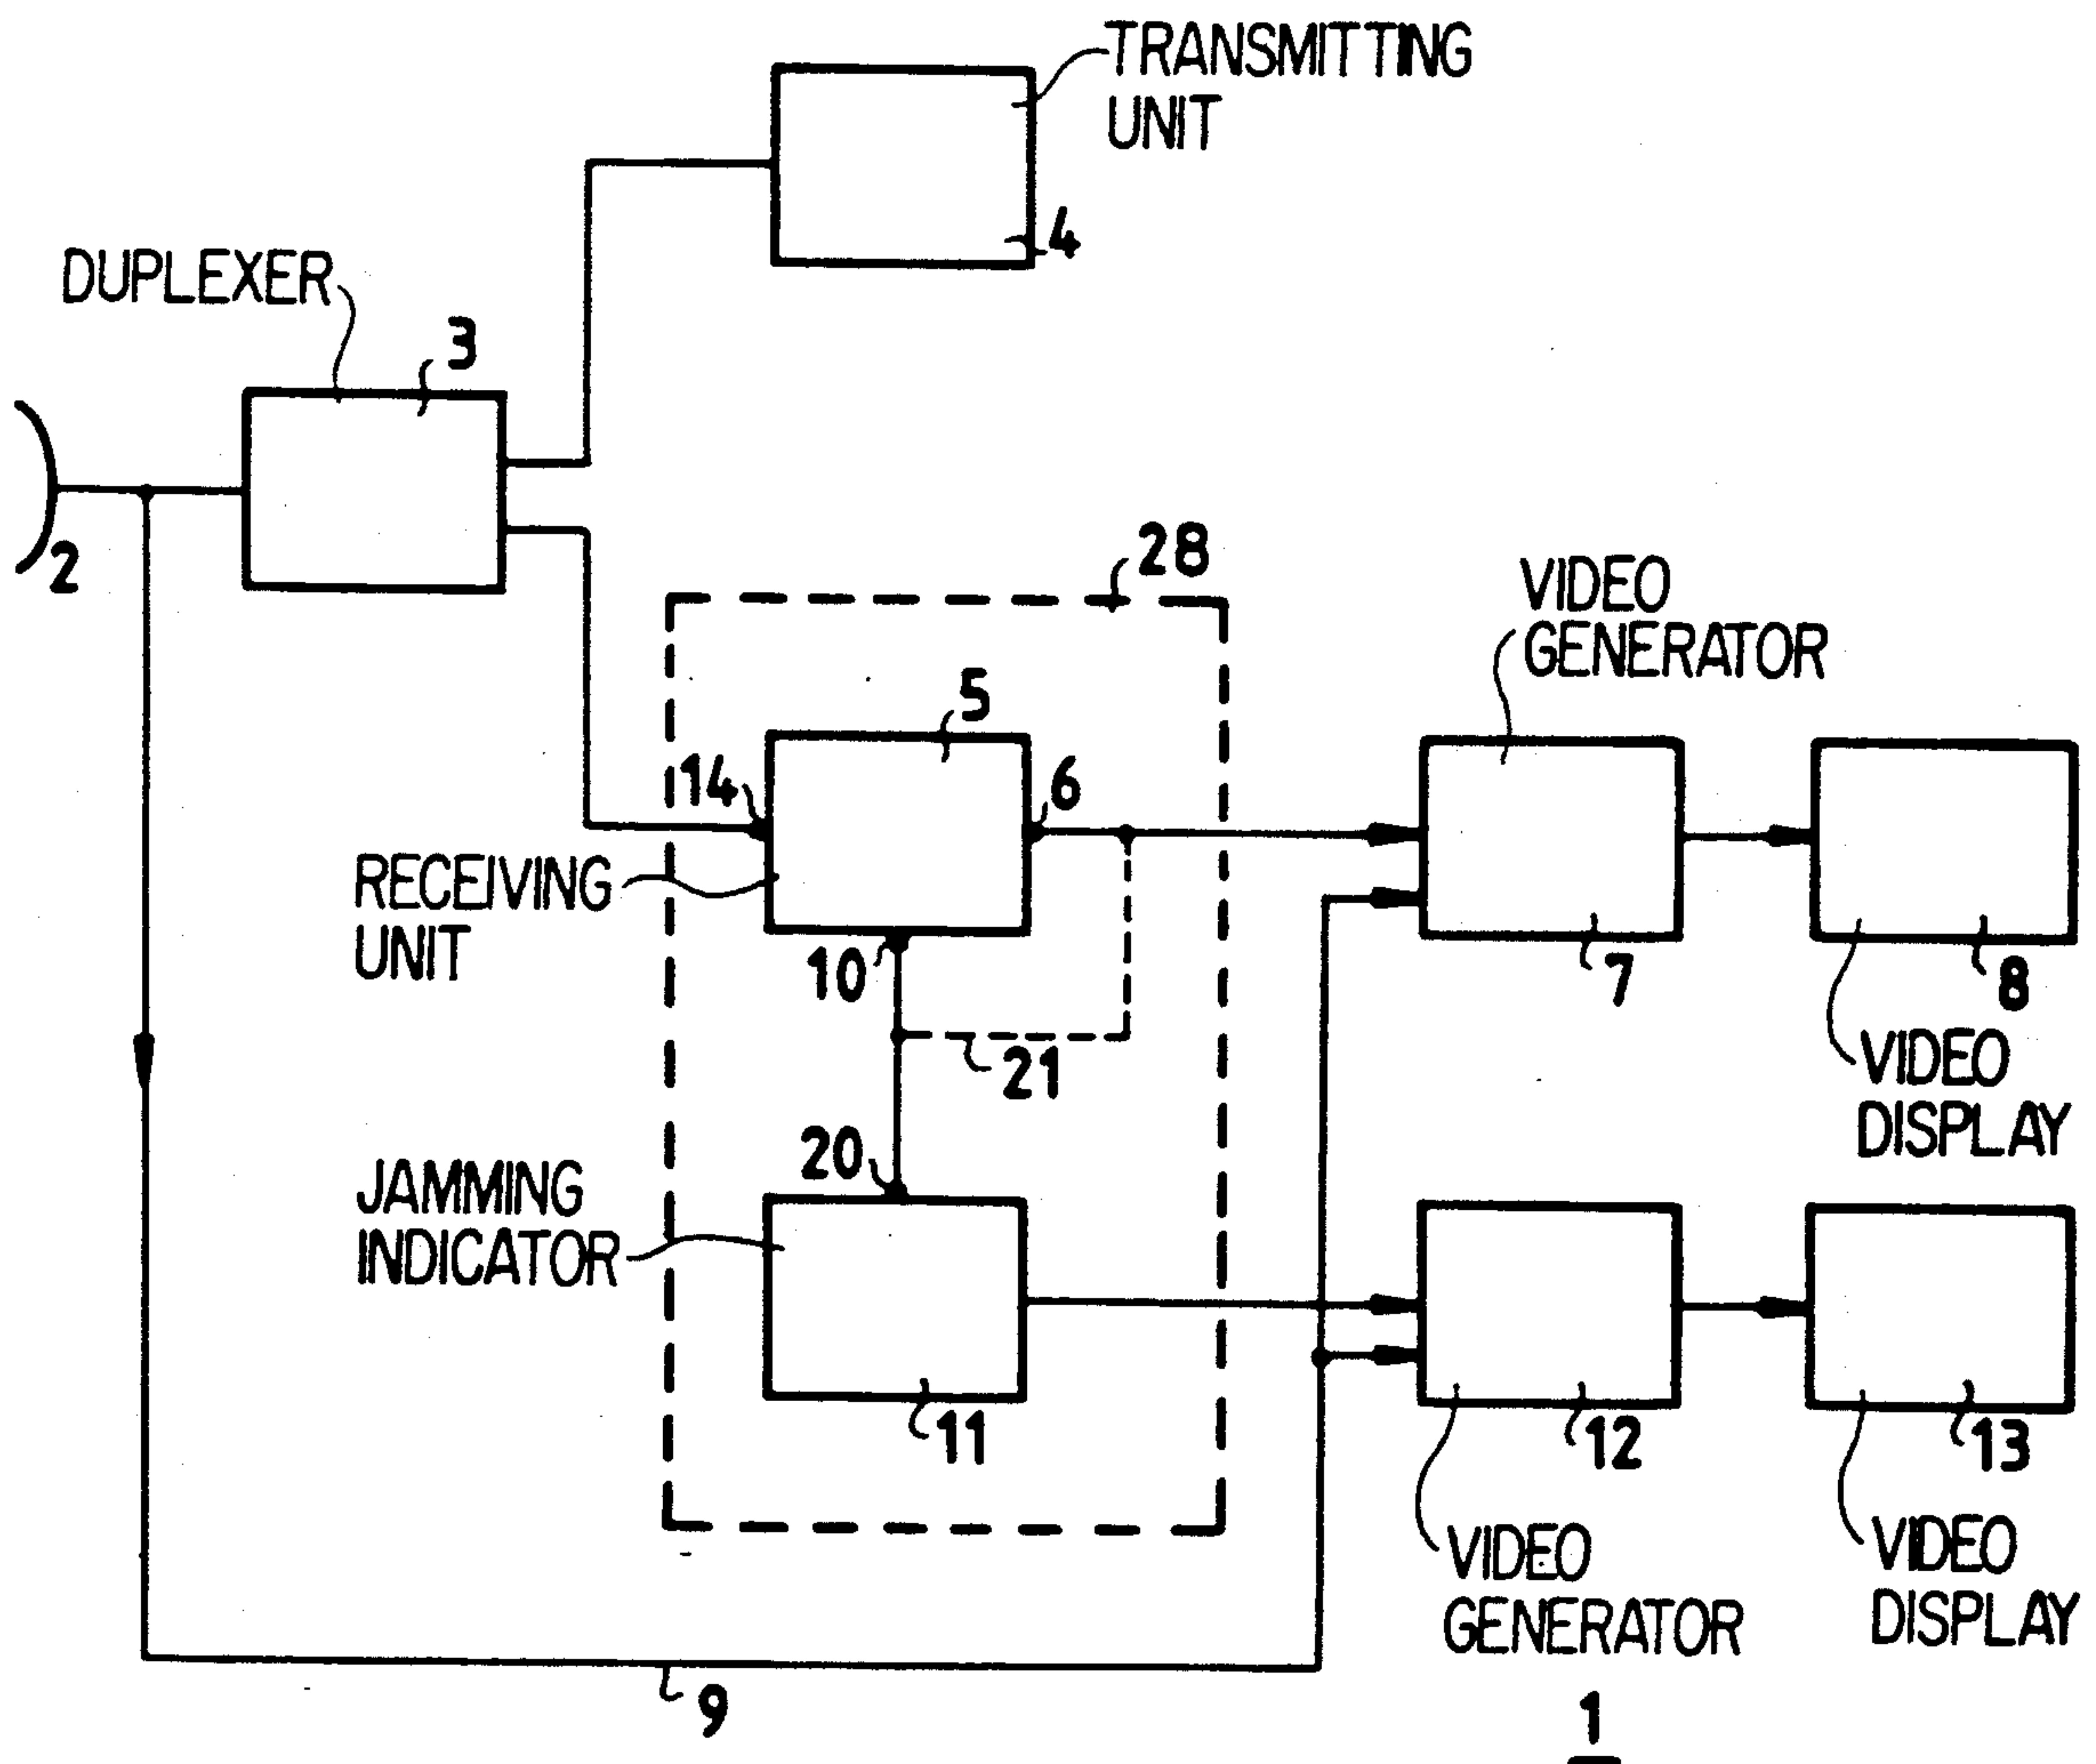 TRANSMITTING
UNIT
4
DUPLEXER
3
2
28
VIDEO
GENERATOR
5
14
6
RECEIVING
UNIT
10
7
8
21
VIDEO
DISPLAY
20
JAMMING
INDICATOR
11
12
13
VIDEO
GENERATOR
VIDEO
DISPLAY
9
1